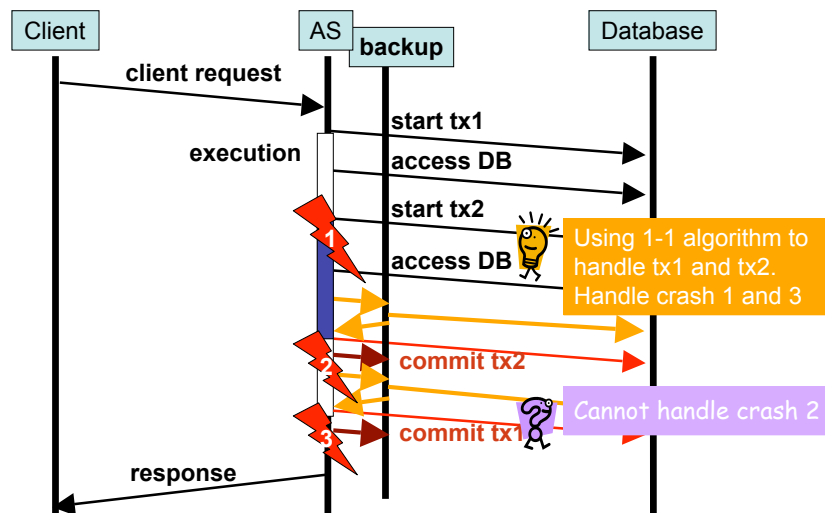 Client
AS
backup
Database
client request
start tx1
execution
access DB
start tx2
1
Using 1-1 algorithm to
handle tx1 and tx2.
Handle crash 1 and 3
access DB
2
commit tx2
Cannot handle crash 2
3
commit tx1
response